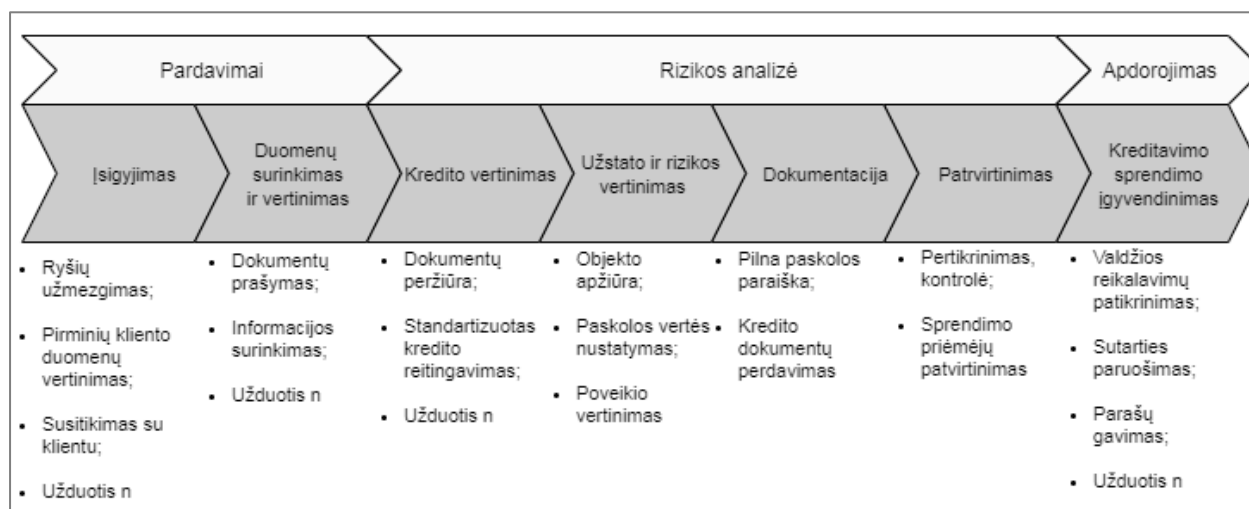 Pardavimai
Rizikos analizė
Apdorojimas
Įsigyjimas
Duomenų
surinkimas
ir vertinimas
Kredito vertinimas
Užstato ir rizikos
vertinimas
Dokumentacija
Patrvirtinimas
Kreditavimo
sprendimo
įgyvendinimas
• Ryšių
užmezgimas;
• Pirminių kliento
duomenų
vertinimas;
• Susitikimas su
klientu;
• Užduotis n
• Dokumentų
prašymas;
• Informacijos
surinkimas;
• Užduotis n
• Dokumentų
peržiūra;
• Standartizuotas
kredito
reitingavimas;
• Užduotis n
• Objekto
apžiūra;
• Paskolos vertės
nustatymas;
• Poveikio
vertinimas
• Pilna paskolos
paraiška;
• Kredito
dokumentų
perdavimas
• Pertikrinimas,
kontrolė;
• Sprendimo
priėmėjų
patvirtinimas
• Valdžios
reikalavimų
patikrinimas;
• Sutarties
paruošimas;
• Parašų
gavimas;
• Užduotis n